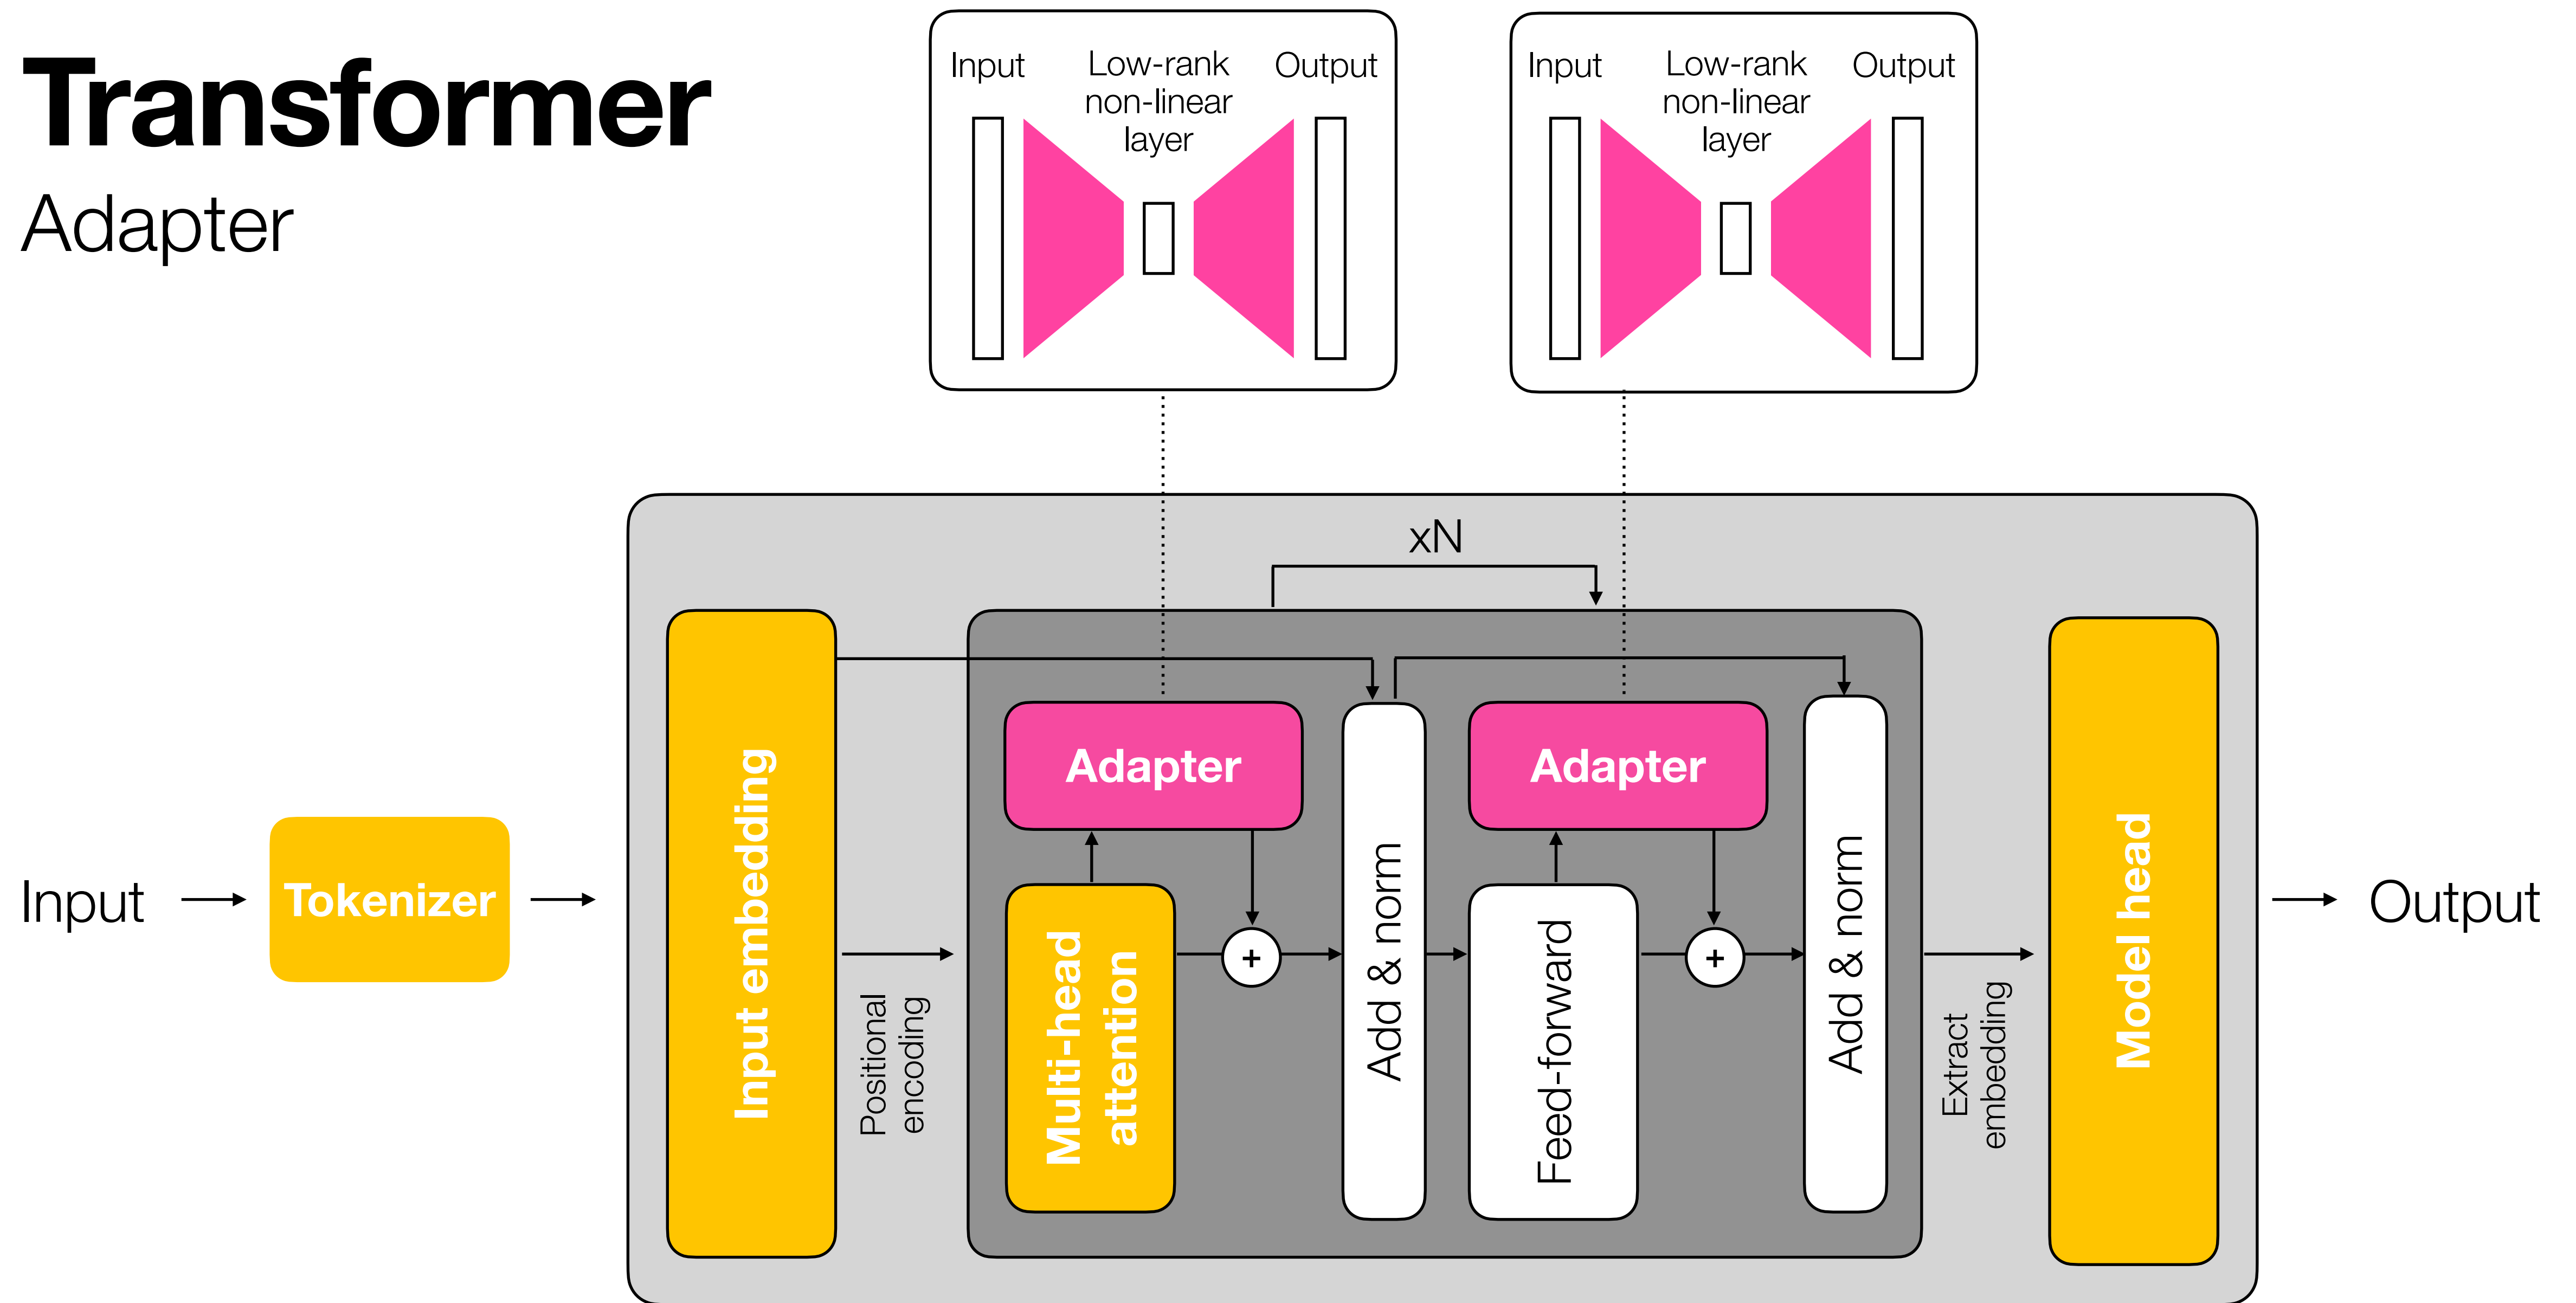 Transformer
Adapter
Input
Low-rank
non-linear
layer
Output
Input
Low-rank
non-linear
layer
Output
xN
Input
Tokenizer
Input embedding
Positional
encoding
Adapter
Multi-head
attention
+
Add & norm
Adapter
Feed-forward
+
Add & norm
Extract
embedding
Model head
Output